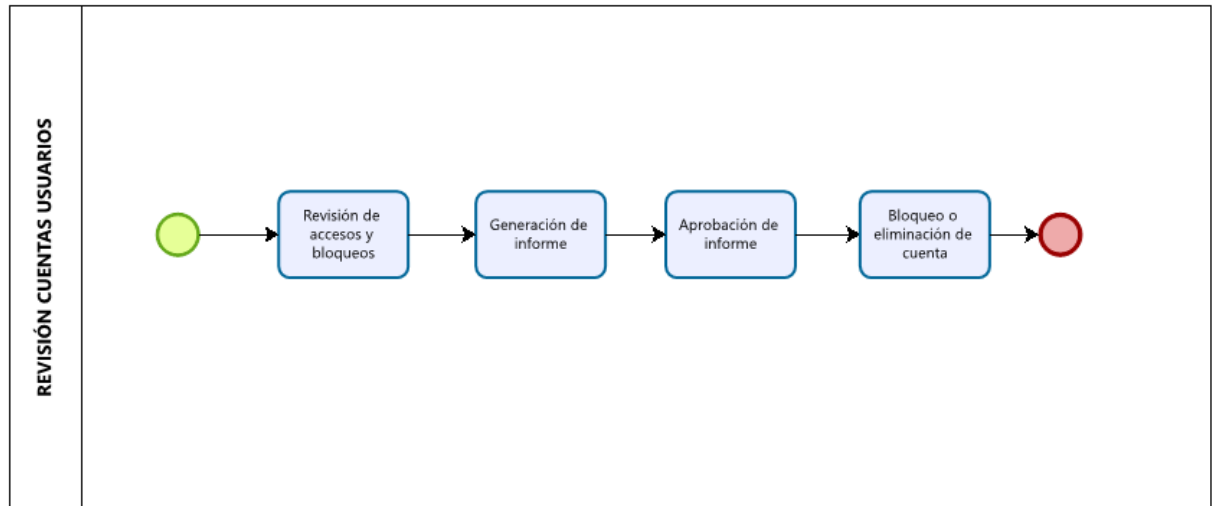 REVISIÓN CUENTAS USUARIOS
Revisión de
accesos y
bloqueos
Generación de
informe
Aprobación de
informe
Bloqueo o
eliminación de
cuenta